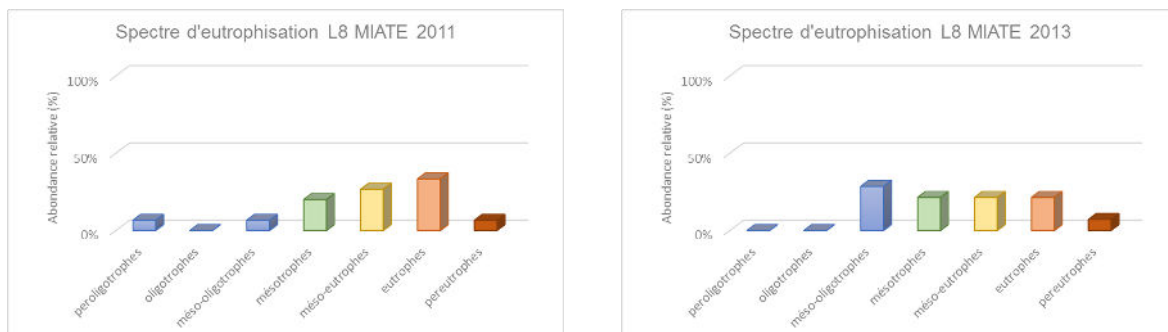 Spectre d'eutrophisation L8 MIATE 2011
Abondance relative (%)
100%
50%
0%
peroligotrophes
oligotrophes
méso-oligotrophes
mésotrophes
méso-eutrophes
eutrophes
pereutrophes
Spectre d'eutrophisation L8 MIATE 2013
Abondance relative (%)
100%
50%
0%
peroligotrophes
oligotrophes
méso-oligotrophes
mésotrophes
méso-eutrophes
eutrophes
pereutrophes